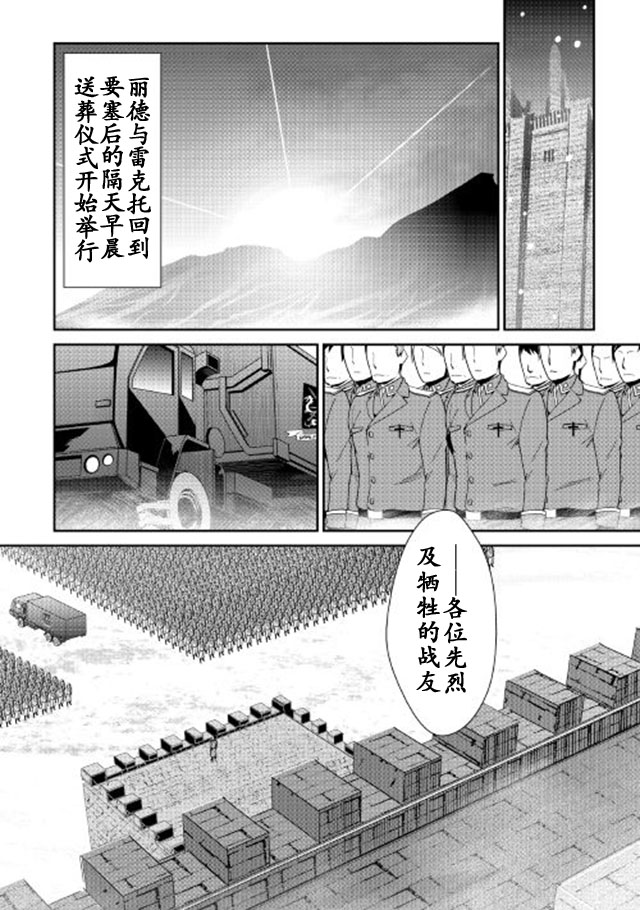 丽德与雷克托回到
要塞后的隔天早晨
送葬仪式开始举行
——各位先烈
及牺牲的战友